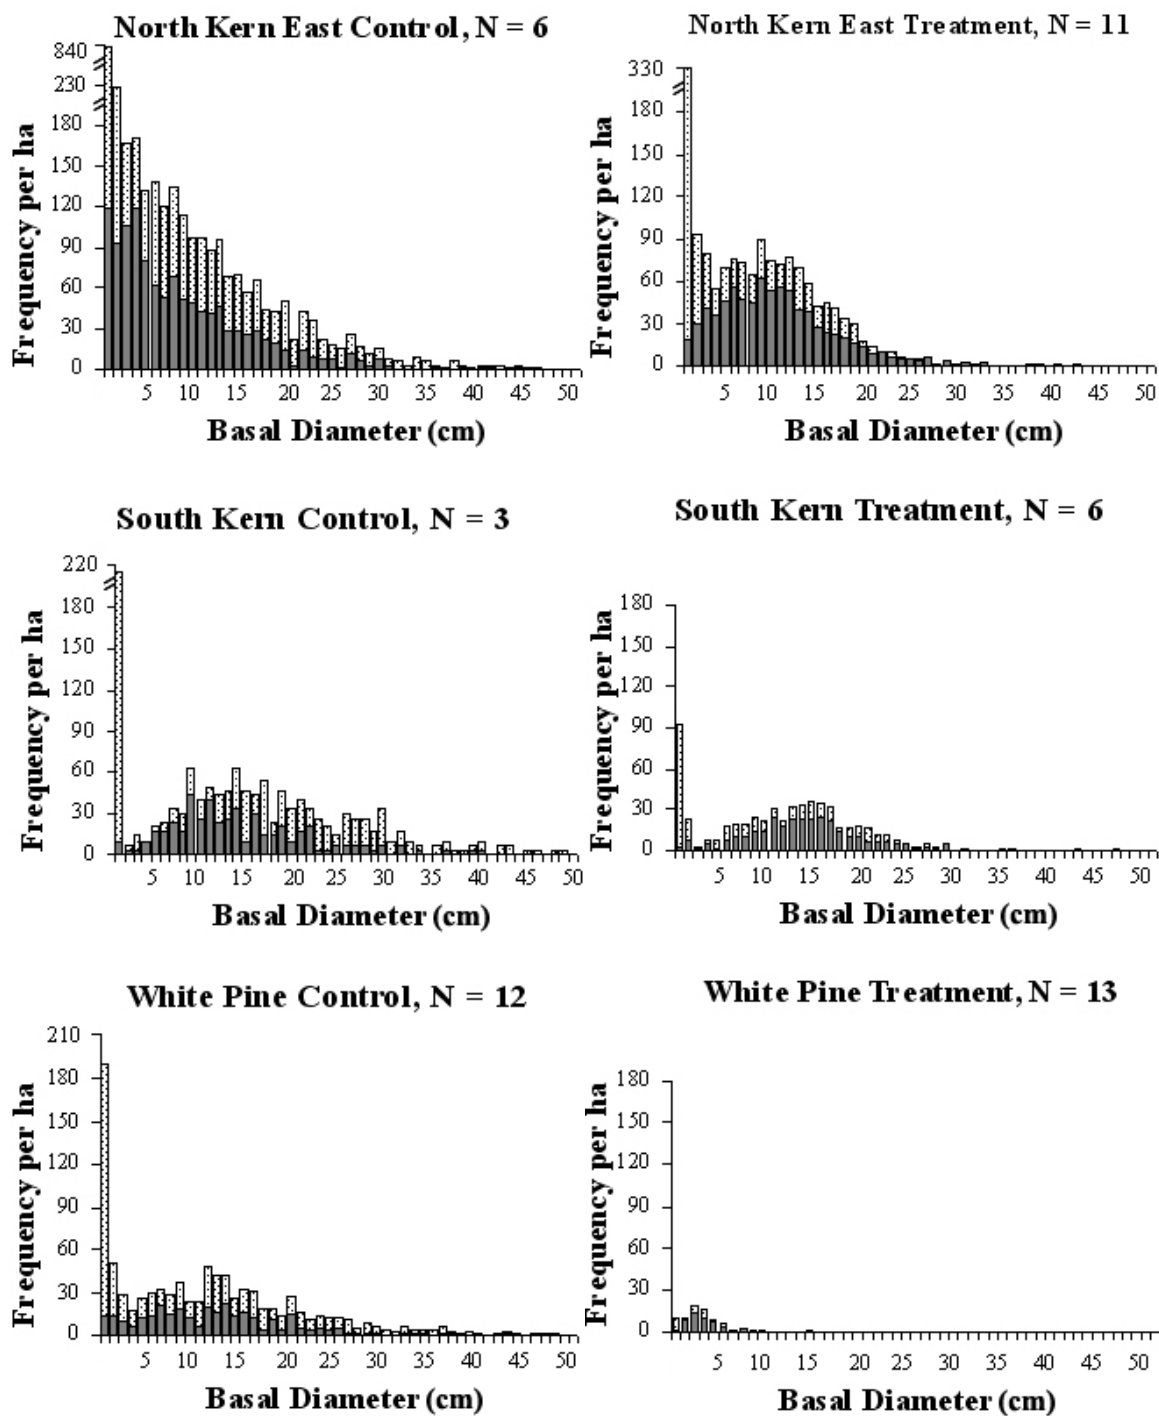 North Kern East Control, N = 6
840
230
180
150
120
90
60
30
0
Frequency per ha
5 10 15 20 25 30 35 40 45 50
Basal Diameter (cm)
North Kern East Treatment, N = 11
330
180
150
120
90
60
30
0
Frequency per ha
5 10 15 20 25 30 35 40 45 50
Basal Diameter (cm)
South Kern Control, N = 3
220
180
150
120
90
60
30
0
Frequency per ha
5 10 15 20 25 30 35 40 45 50
Basal Diameter (cm)
South Kern Treatment, N = 6
180
150
120
90
60
30
0
Frequency per ha
5 10 15 20 25 30 35 40 45 50
Basal Diameter (cm)
White Pine Control, N = 12
210
180
150
120
90
60
30
0
Frequency per ha
5 10 15 20 25 30 35 40 45 50
Basal Diameter (cm)
White Pine Treatment, N = 13
180
150
120
90
60
30
0
Frequency per ha
5 10 15 20 25 30 35 40 45 50
Basal Diameter (cm)